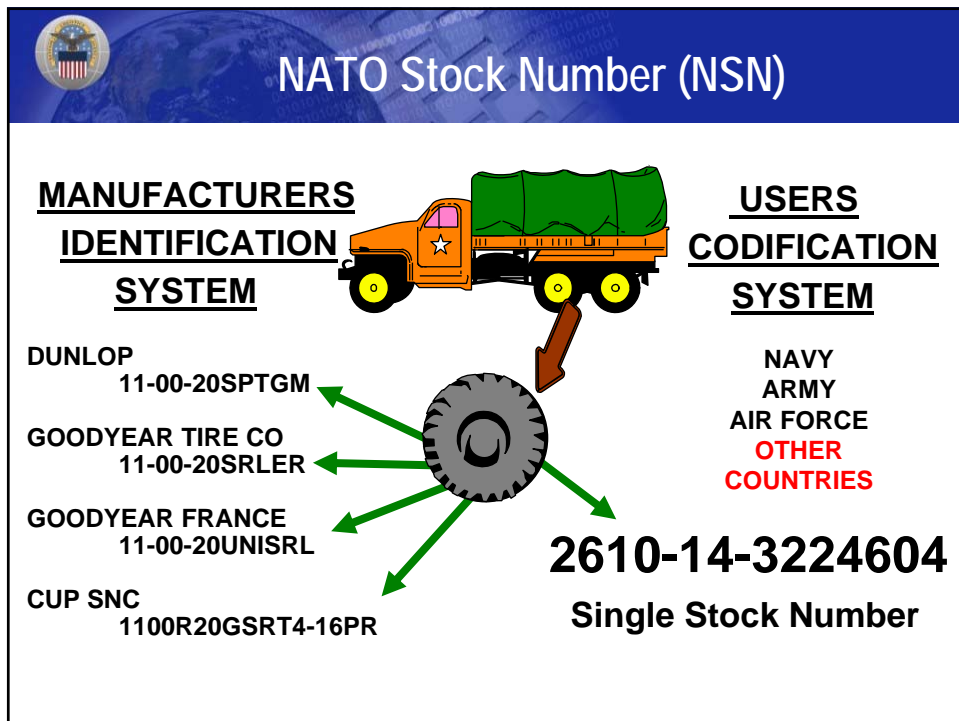 NATO Stock Number (NSN)
MANUFACTURERS
IDENTIFICATION
SYSTEM
DUNLOP
11-00-20SPTGM
GOODYEAR TIRE CO
11-00-20SRLER
GOODYEAR FRANCE
11-00-20UNISRL
CUP SNC
1100R20GSRT4-16PR
USERS
CODIFICATION
SYSTEM
NAVY
ARMY
AIR FORCE
OTHER
COUNTRIES
2610-14-3224604
Single Stock Number